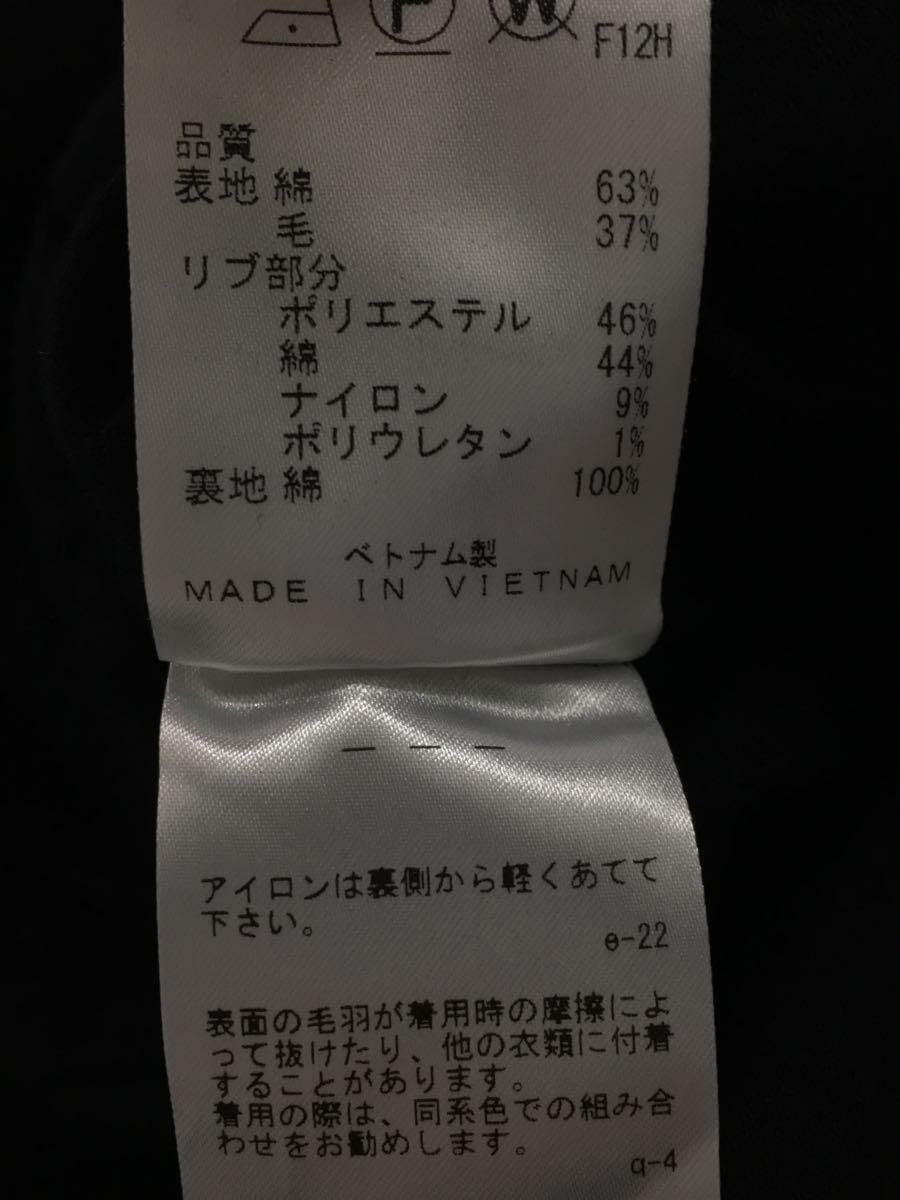 F W F12H
品質
表地 綿 63%
毛 37%
リブ部分
ポリエステル 46%
綿 44%
ナイロン 9%
ポリウレタン 1%
裏地 綿 100%
ベトナム製
MADE IN VIETNAM
アイロンは裏側から軽くあてて
下さい。
e-22
表面の毛羽が着用時の摩擦によ
って抜けたり、他の衣類に付着
することがあります。
着用の際は、同系色での組み合
わせをお勧めします。
q-4